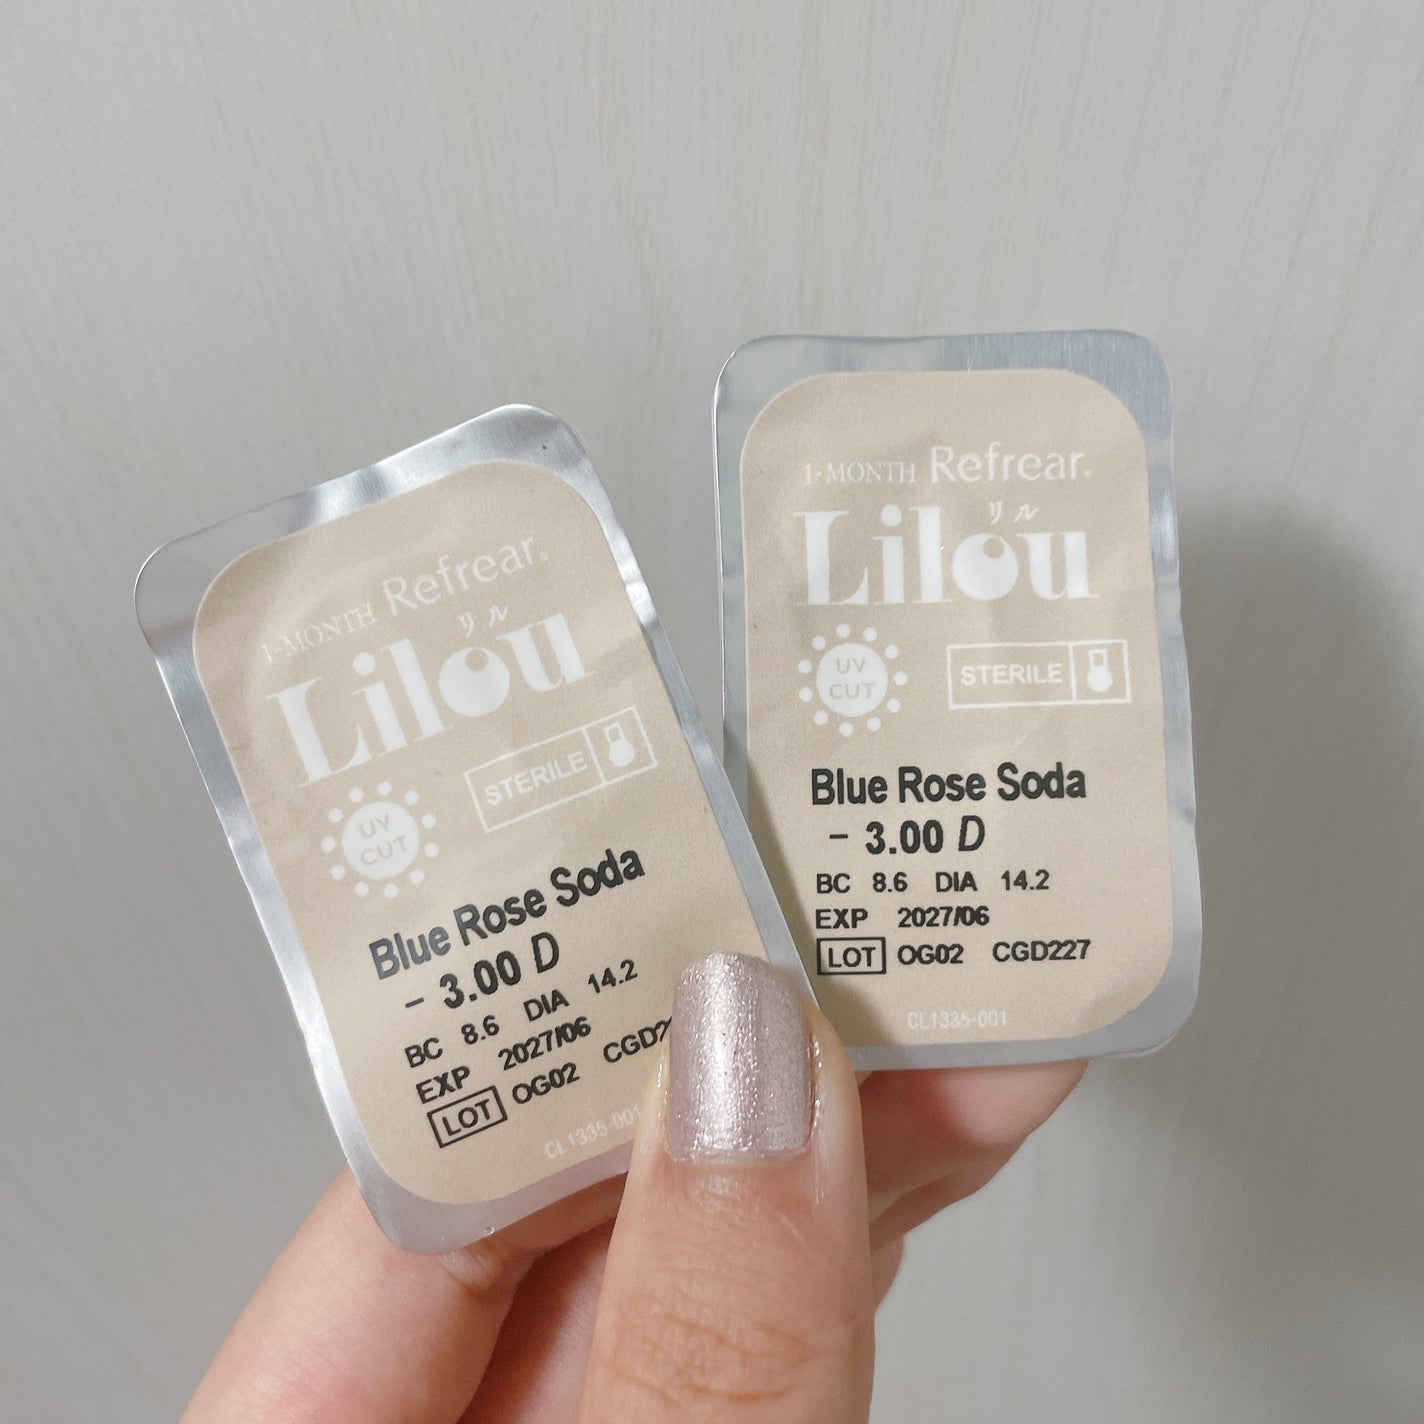 1-MONTH Refrear®
リル
Lilou
UV
CUT
STERILE
Blue Rose Soda
- 3.00 D
BC 8.6 DIA 14.2
EXP 2027/06
LOT OG02
CL1335-001
1-MONTH Refrear®
リル
Lilou
UV
CUT
STERILE
Blue Rose Soda
- 3.00 D
BC 8.6 DIA 14.2
EXP 2027/06
LOT OG02 CGD227
CL1335-001